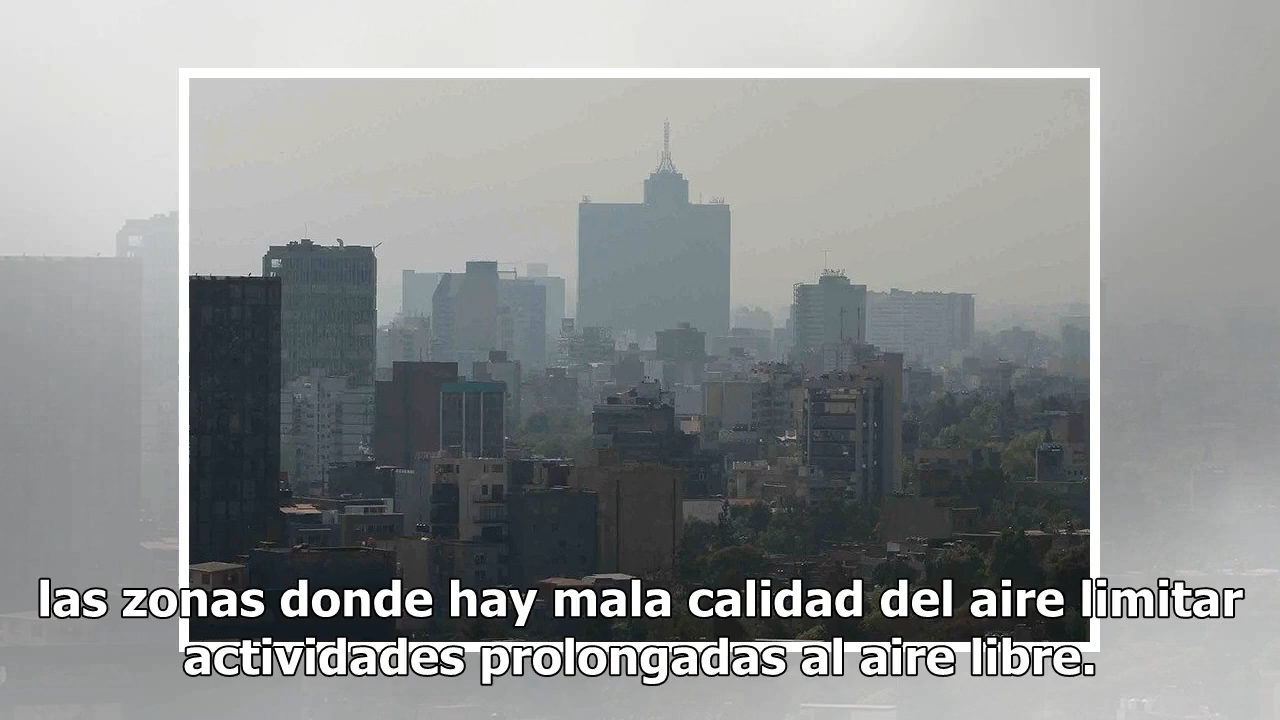 las zonas donde hay mala calidad del aire limitar
actividades prolongadas al aire libre.